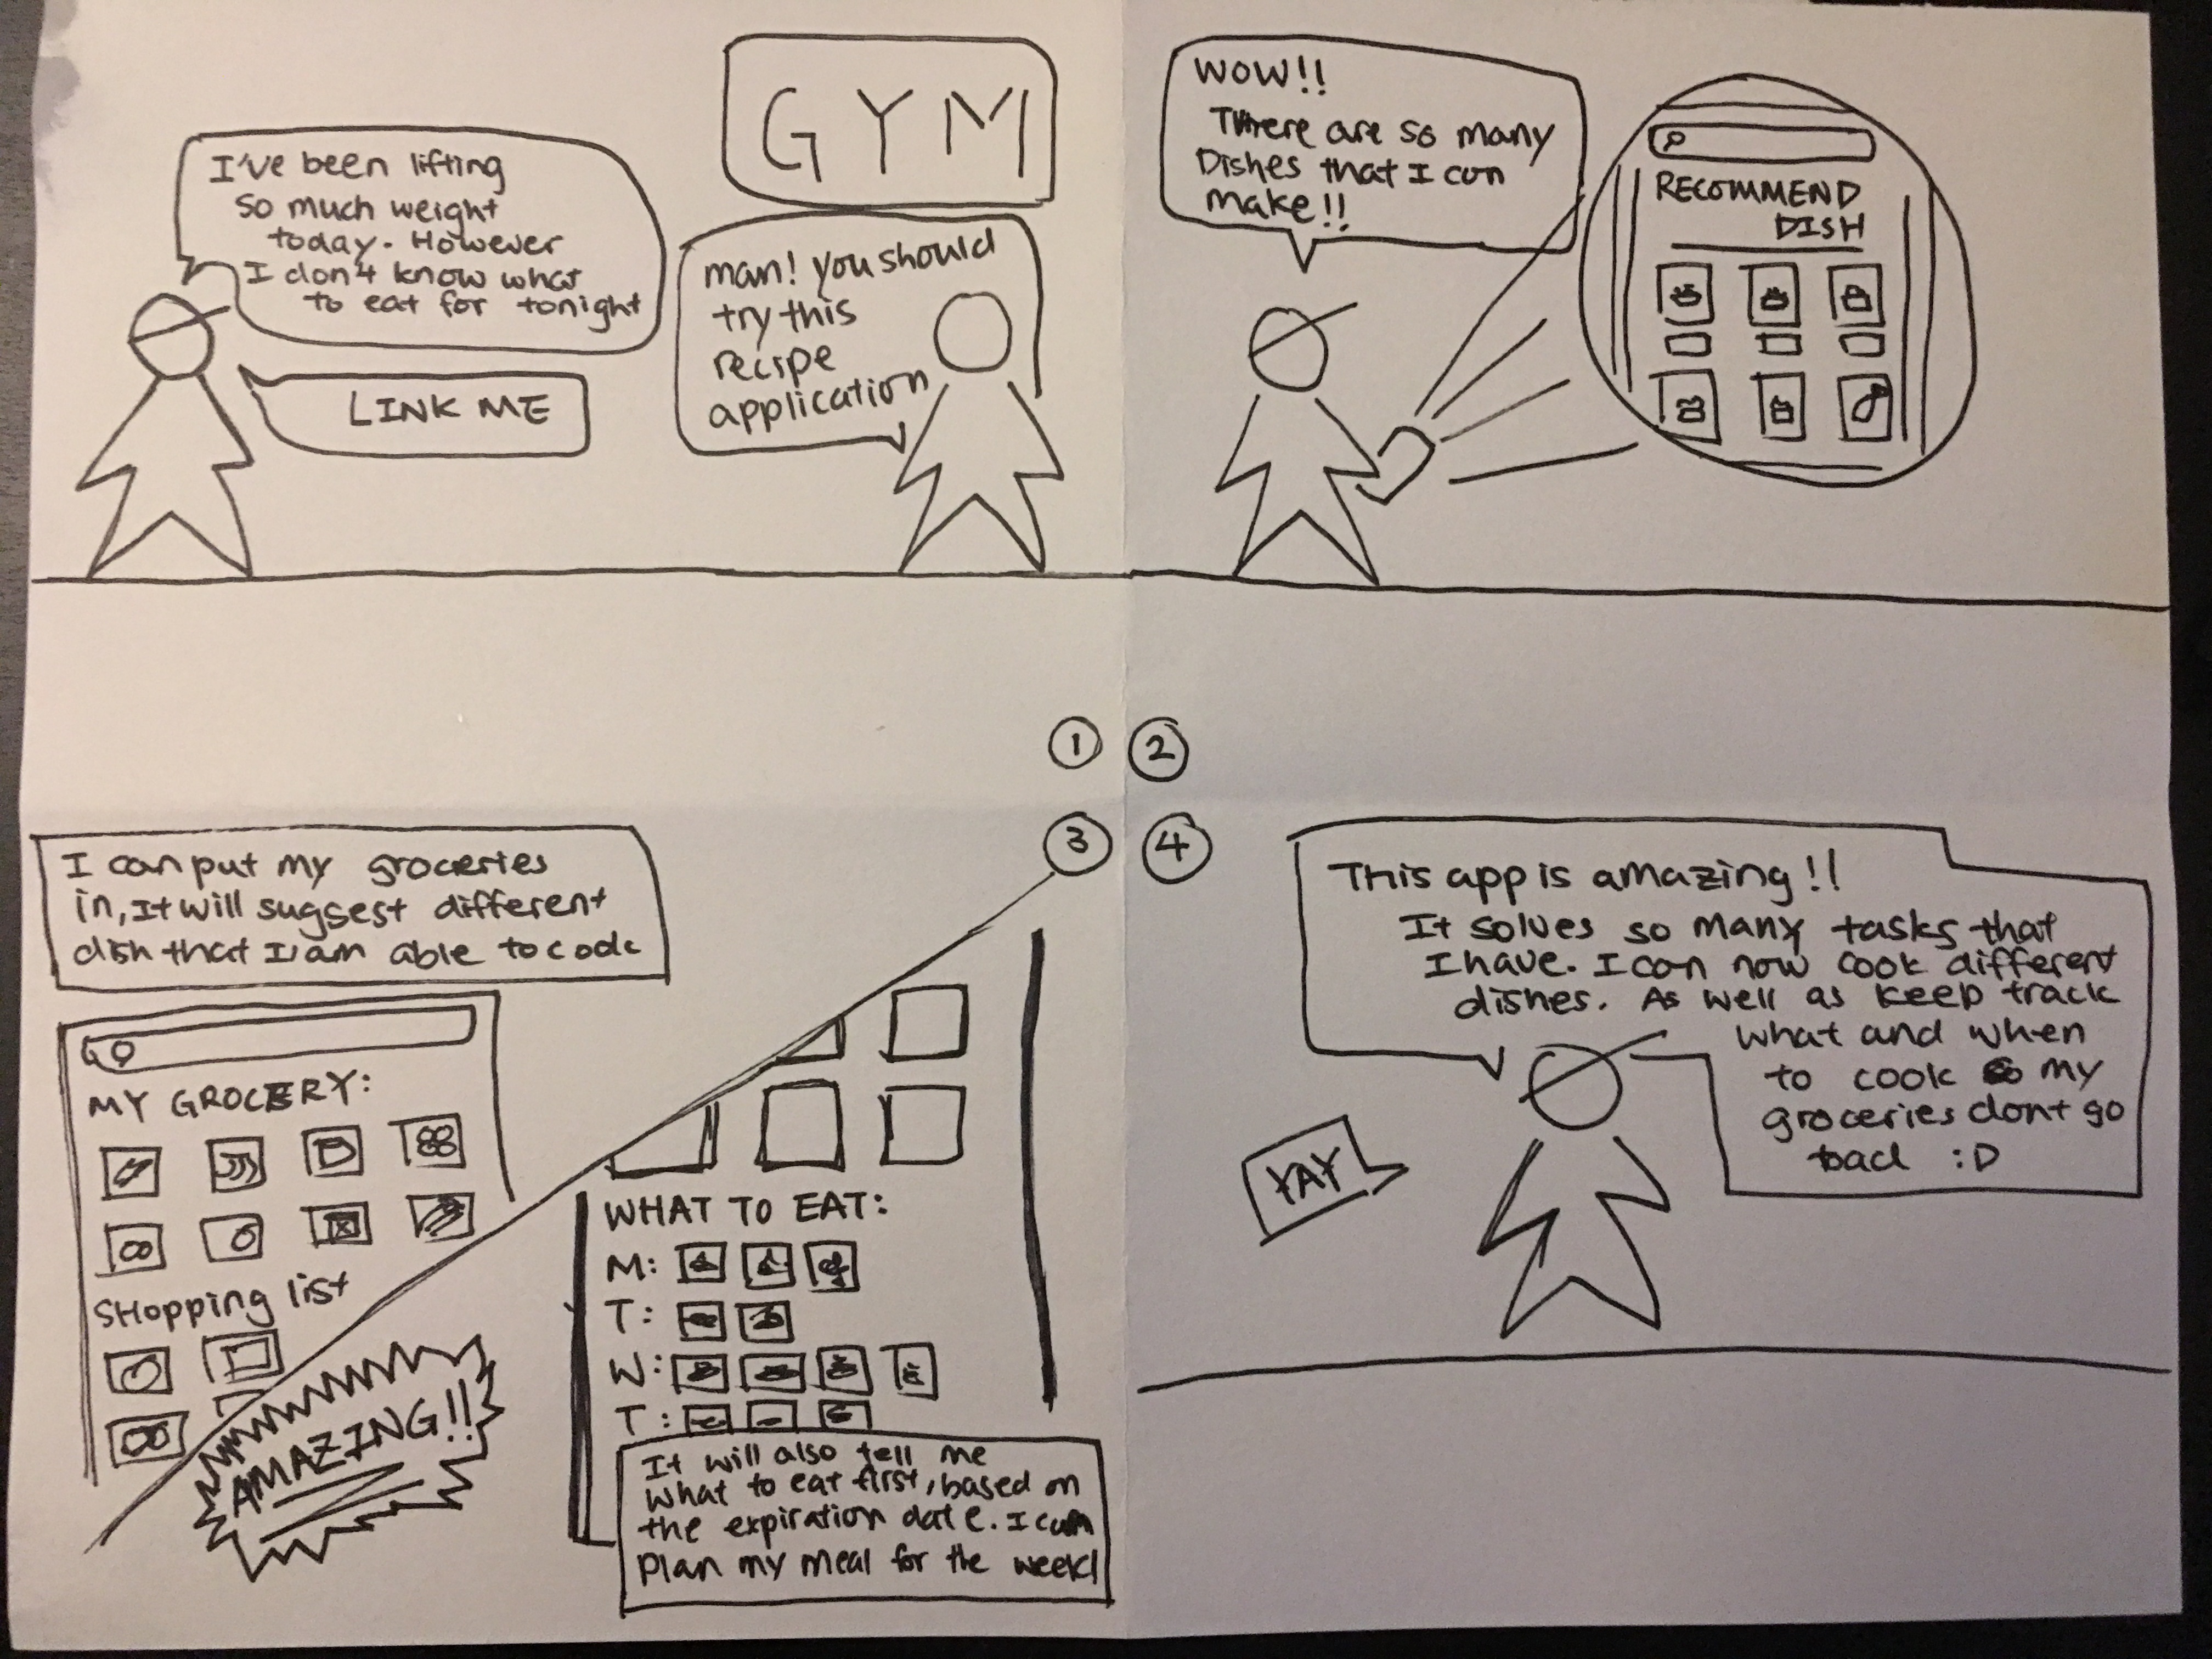 GYM
I've been lifting
so much weight
today. However
I don't know what
to eat for tonight
man! you should
try this
recipe
application
LINK ME
WOW!!
There are so many
Dishes that I can
make!!
RECOMMEND
DISH
1
2
3
4
I can put my groceries
in, It will suggest different
dish that I am able to cook
MY GROCERY:
Shopping list
AMAZING!!
WHAT TO EAT:
M:
T:
W:
T:
It will also tell me
what to eat first, based on
the expiration date. I can
plan my meal for the week!
This app is amazing!!
It solves so many tasks that
I have. I can now cook different
dishes. As well as keep track
what and when
to cook so my
groceries dont go
bad :D
YAY